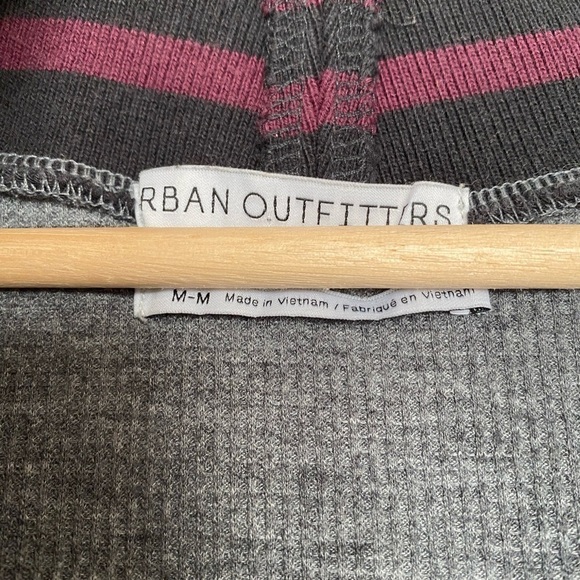 RBAN OUTFITTERS
M-M Made in Vietnam / Fabriqué en Vietnam